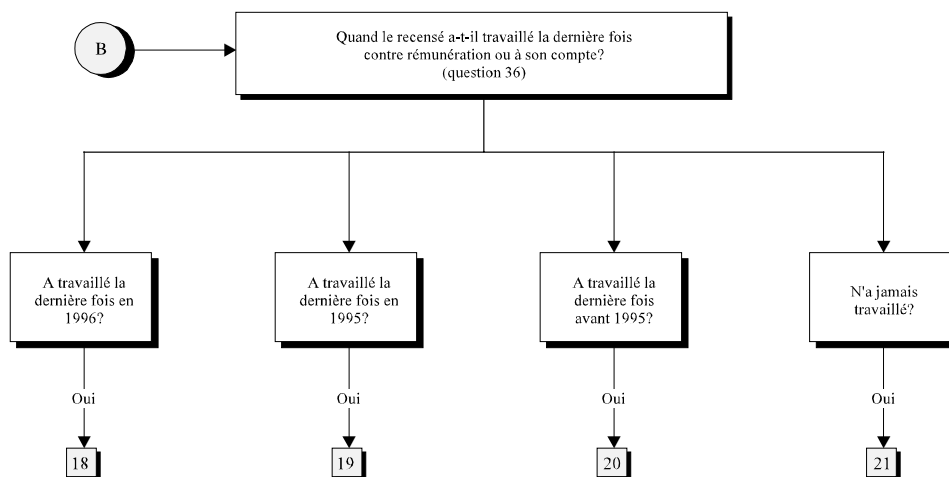 B
Quand le recensé a-t-il travaillé la dernière fois
contre rémunération ou à son compte?
(question 36)
A travaillé la
dernière fois en
1996?
A travaillé la
dernière fois en
1995?
A travaillé la
dernière fois
avant 1995?
N'a jamais
travaillé?
Oui
Oui
Oui
Oui
18
19
20
21